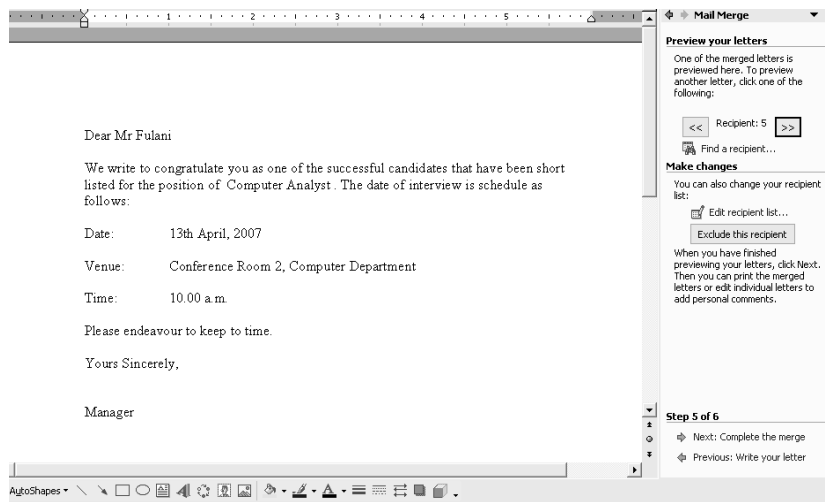 1 2 3 4 5
Dear Mr Fulani
We write to congratulate you as one of the successful candidates that have been short
listed for the position of Computer Analyst . The date of interview is schedule as
follows:
Date: 13th April, 2007
Venue: Conference Room 2, Computer Department
Time: 10.00 a.m.
Please endeavour to keep to time.
Yours Sincerely,
Manager
Mail Merge
Preview your letters
One of the merged letters is
previewed here. To preview
another letter, click one of the
following:
<< Recipient: 5 >>
Find a recipient...
Make changes
You can also change your recipient
list:
Edit recipient list...
Exclude this recipient
When you have finished
previewing your letters, click Next.
Then you can print the merged
letters or edit individual letters to
add personal comments.
Step 5 of 6
Next: Complete the merge
Previous: Write your letter
AutoShapes